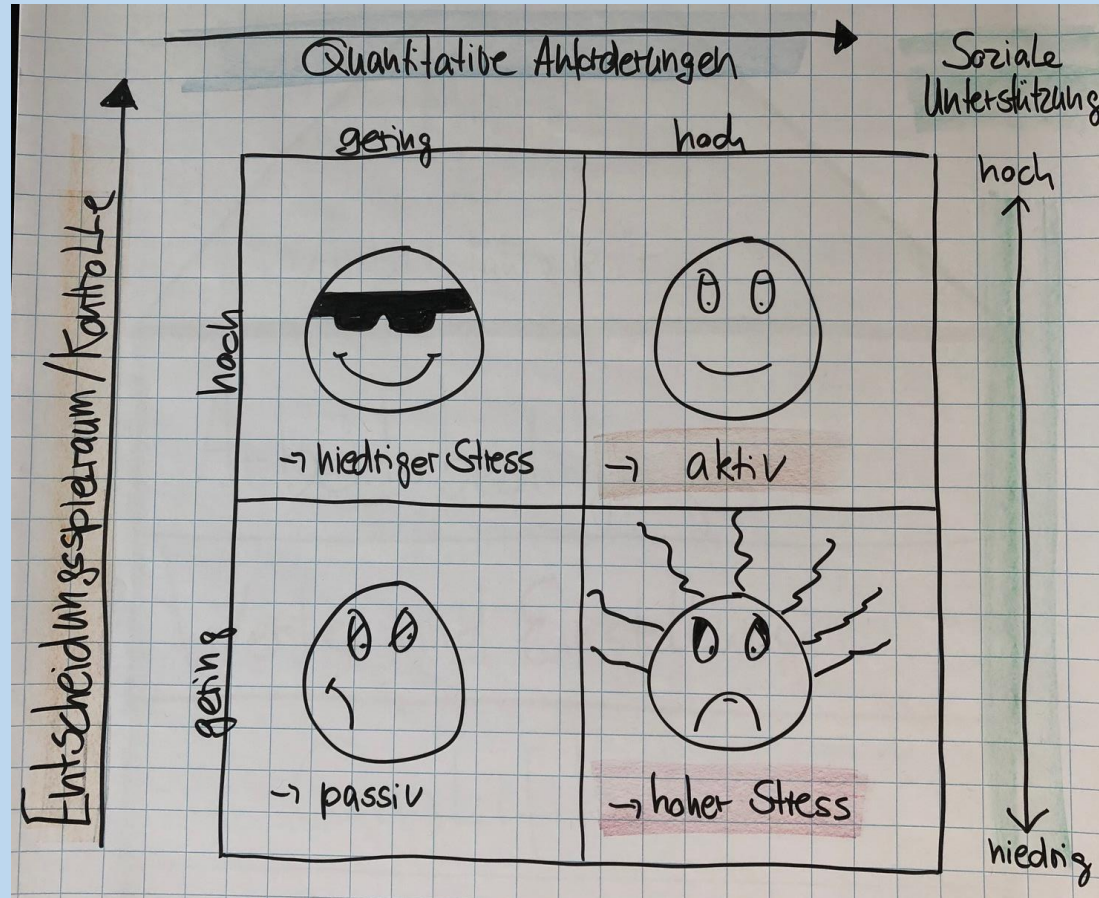 Quantitative Anforderungen
Soziale
Unterstützung
gering
hoch
hoch
Entscheidungsspielraum/Kontrolle
hoch
→ niedriger Stress
→ aktiv
gering
→ passiv
→ hoher Stress
niedrig